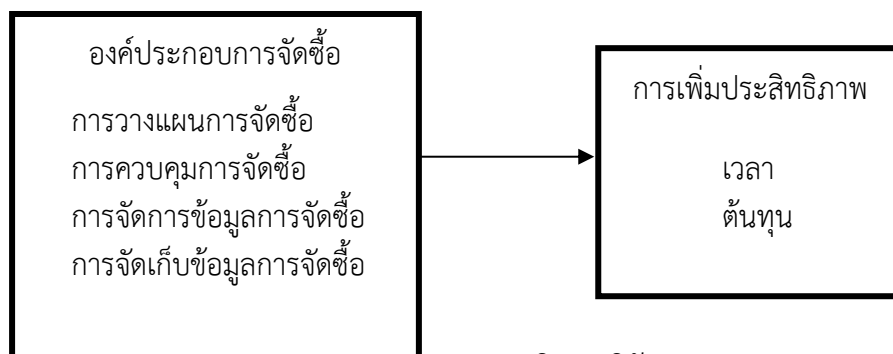 องค์ประกอบการจัดซื้อ
การวางแผนการจัดซื้อ
การควบคุมการจัดซื้อ
การจัดการข้อมูลการจัดซื้อ
การจัดเก็บข้อมูลการจัดซื้อ
การเพิ่มประสิทธิภาพ
เวลา
ต้นทุน